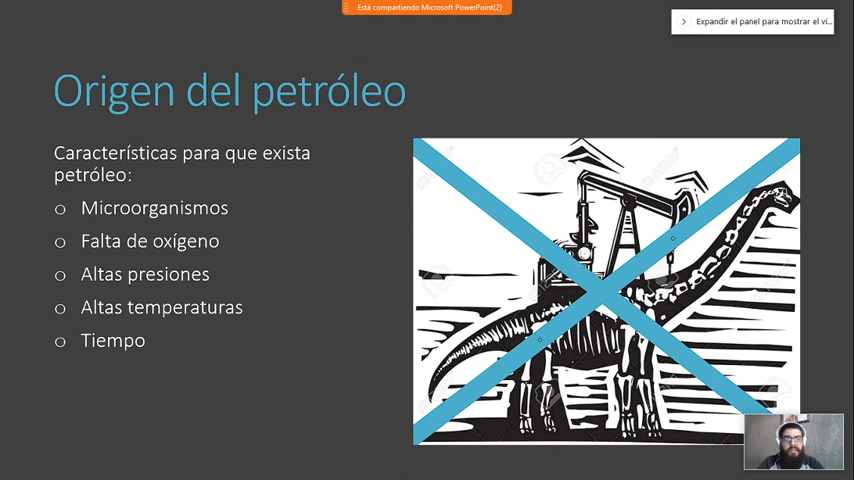 Está compartiendo Microsoft PowerPoint(2)
Expandir el panel para mostrar el ví...
Origen del petróleo
Características para que exista
petróleo:
o Microorganismos
o Falta de oxígeno
o Altas presiones
o Altas temperaturas
o Tiempo